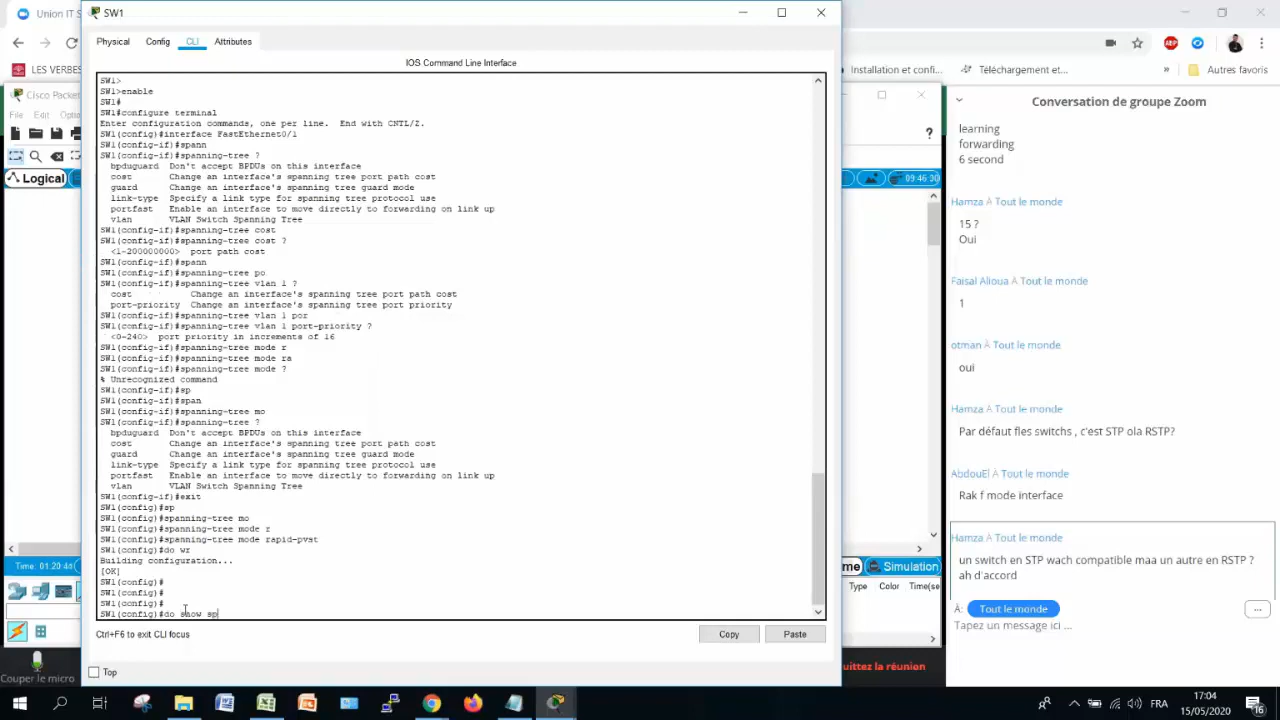 Union IT S
SW1
Physical
Config
CLI
Attributes
IOS Command Line Interface
SW1>
SW1>enable
SW1#
SW1#configure terminal
Enter configuration commands, one per line.  End with CNTL/Z.
SW1(config)#interface FastEthernet0/1
SW1(config-if)#spann
SW1(config-if)#spanning-tree ?
bpduguard  Don't accept BPDUs on this interface
cost       Change an interface's spanning tree port path cost
guard      Change an interface's spanning tree guard mode
link-type  Specify a link type for spanning tree protocol use
portfast   Enable an interface to move directly to forwarding on link up
vlan       VLAN Switch Spanning Tree
SW1(config-if)#spanning-tree cost
SW1(config-if)#spanning-tree cost ?
<1-200000000>  port path cost
SW1(config-if)#spann
SW1(config-if)#spanning-tree po
SW1(config-if)#spanning-tree vlan 1 ?
cost           Change an interface's spanning tree port path cost
port-priority  Change an interface's spanning tree port priority
SW1(config-if)#spanning-tree vlan 1 por
SW1(config-if)#spanning-tree vlan 1 port-priority ?
<0-240>  port priority in increments of 16
SW1(config-if)#spanning-tree mode r
SW1(config-if)#spanning-tree mode ra
SW1(config-if)#spanning-tree mode ?
% Unrecognized command
SW1(config-if)#sp
SW1(config-if)#span
SW1(config-if)#spanning-tree mo
SW1(config-if)#spanning-tree ?
bpduguard  Don't accept BPDUs on this interface
cost       Change an interface's spanning tree port path cost
guard      Change an interface's spanning tree guard mode
link-type  Specify a link type for spanning tree protocol use
portfast   Enable an interface to move directly to forwarding on link up
vlan       VLAN Switch Spanning Tree
SW1(config-if)#exit
SW1(config)#sp
SW1(config)#spanning-tree mo
SW1(config)#spanning-tree mode r
SW1(config)#spanning-tree mode rapid-pvst
SW1(config)#do wr
Building configuration...
[OK]
SW1(config)#
SW1(config)#
SW1(config)#
SW1(config)#do show sp
Ctrl+F6 to exit CLI focus
Copy
Paste
Top
LES VERBES
Cisco Packe
File
Edit
Optio
Logical
Time: 1:20:4
Couper le micro
Installation et confi...
Téléchargement et...
»
Autres favoris
?
09:46:30
me
Simulation
Type
Color
Time(se
uittez la réunion
Conversation de groupe Zoom
learning
forwarding
6 second
Hamza À Tout le monde
15 ?
Oui
Faisal Alioua À Tout le monde
1
otman À Tout le monde
oui
Hamza À Tout le monde
Par défaut fles switchs , c'est STP ola RSTP?
AbdouEl À Tout le monde
Rak f mode interface
Hamza À Tout le monde
un switch en STP wach compatible maa un autre en RSTP ?
ah d'accord
À:
Tout le monde
...
Tapez un message ici ...
FRA
17:04
15/05/2020
16